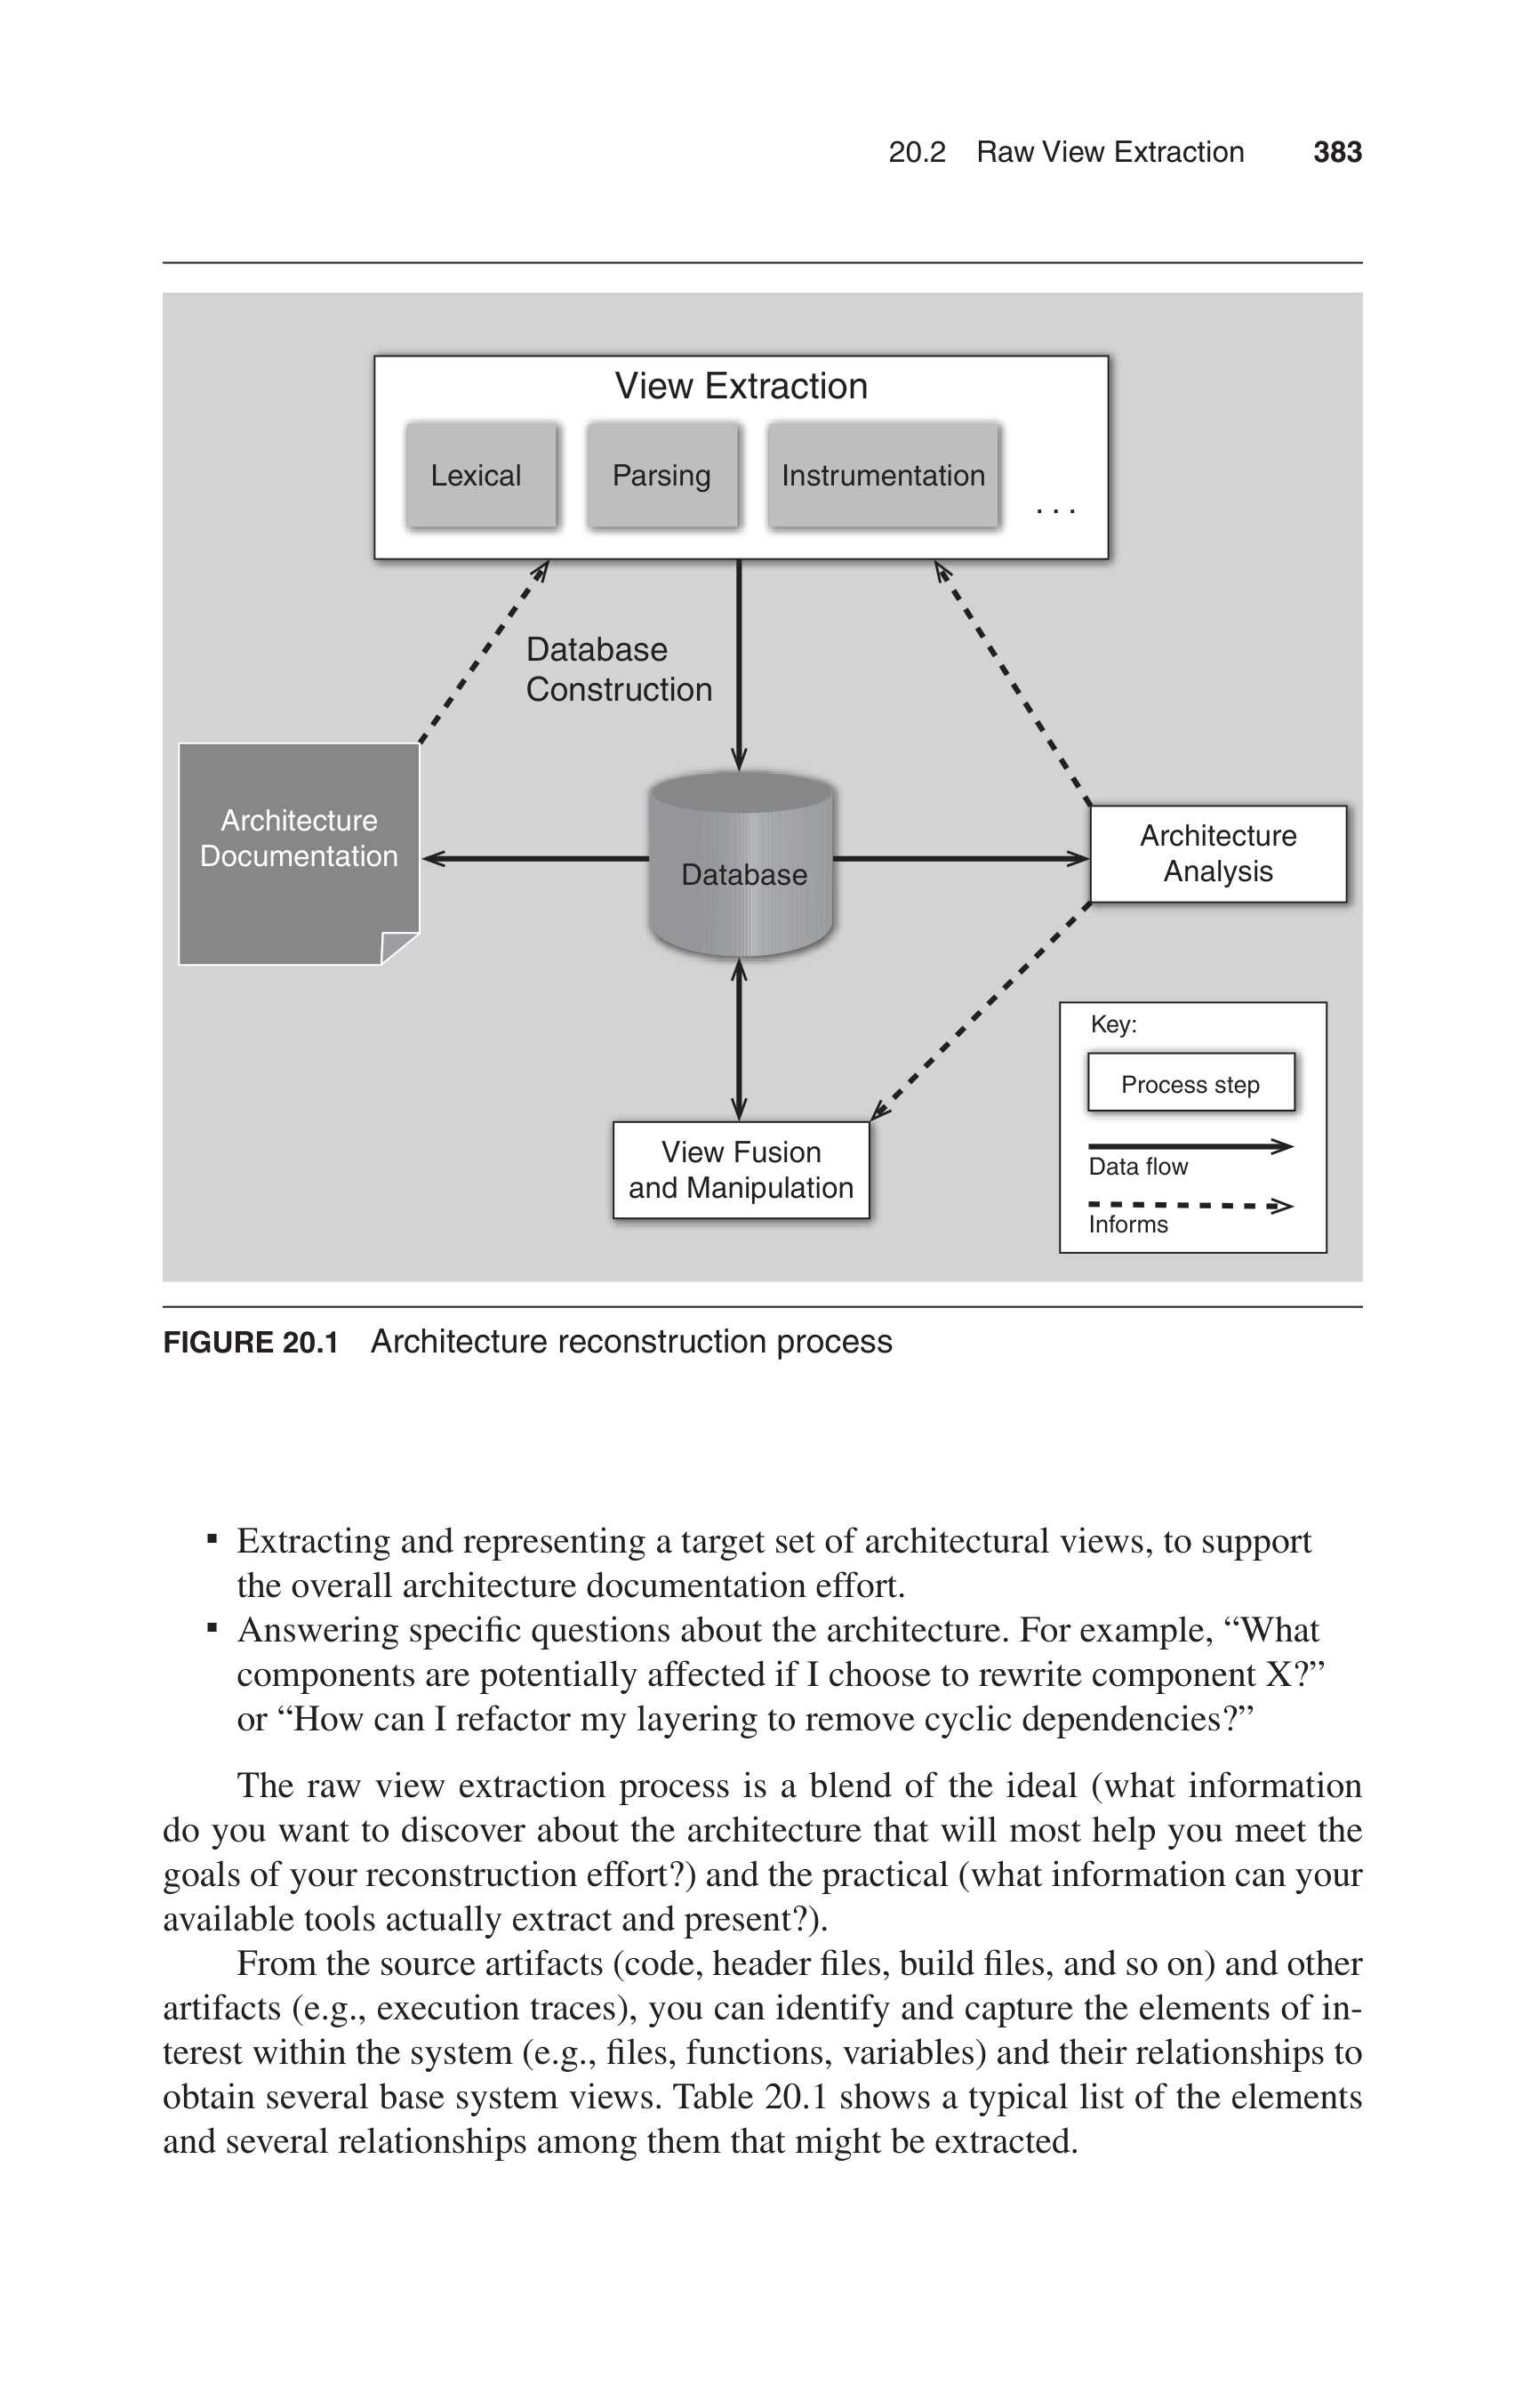 20.2 Raw View Extraction 383
View Extraction
Lexical
Parsing
Instrumentation
. . .
Database
Construction
Architecture
Documentation
Database
Architecture
Analysis
View Fusion
and Manipulation
Key:
Process step
Data flow
Informs
FIGURE 20.1 Architecture reconstruction process
▪ Extracting and representing a target set of architectural views, to support
the overall architecture documentation effort.
▪ Answering specific questions about the architecture. For example, “What
components are potentially affected if I choose to rewrite component X?”
or “How can I refactor my layering to remove cyclic dependencies?”
The raw view extraction process is a blend of the ideal (what information
do you want to discover about the architecture that will most help you meet the
goals of your reconstruction effort?) and the practical (what information can your
available tools actually extract and present?).
From the source artifacts (code, header files, build files, and so on) and other
artifacts (e.g., execution traces), you can identify and capture the elements of in-
terest within the system (e.g., files, functions, variables) and their relationships to
obtain several base system views. Table 20.1 shows a typical list of the elements
and several relationships among them that might be extracted.